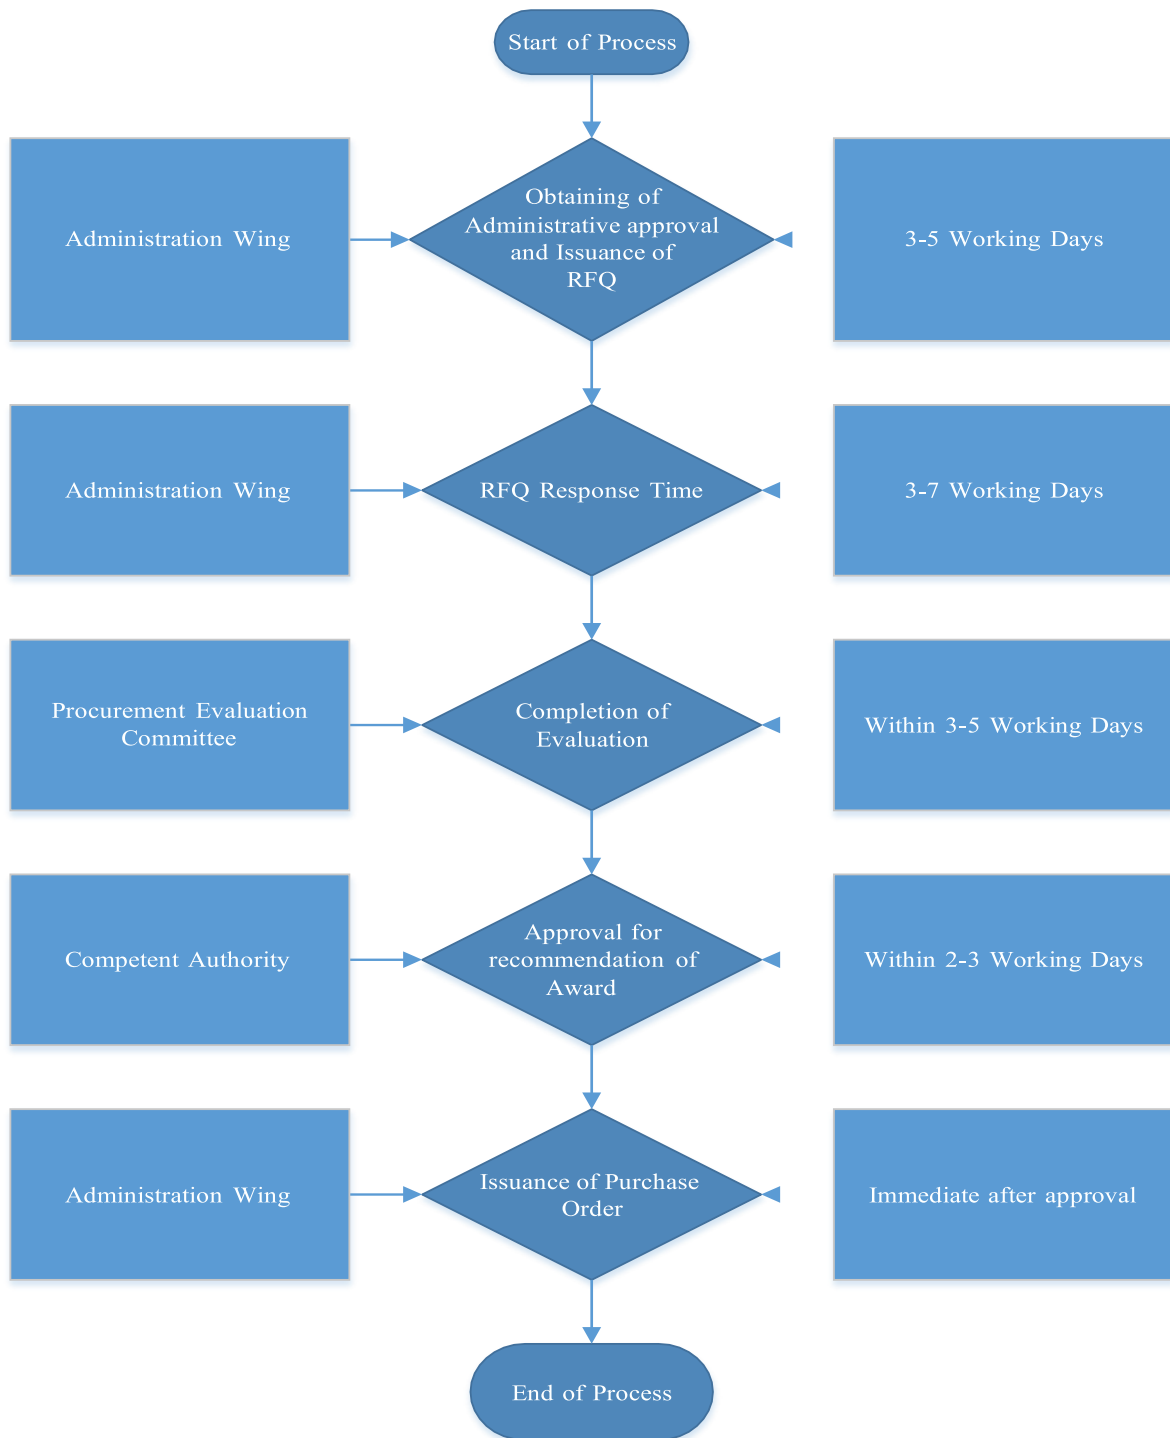 Start of Process
Administration Wing
Obtaining of
Administrative approval
and Issuance of
RFQ
3-5 Working Days
Administration Wing
RFQ Response Time
3-7 Working Days
Procurement Evaluation
Committee
Completion of
Evaluation
Within 3-5 Working Days
Competent Authority
Approval for
recommendation of
Award
Within 2-3 Working Days
Administration Wing
Issuance of Purchase
Order
Immediate after approval
End of Process